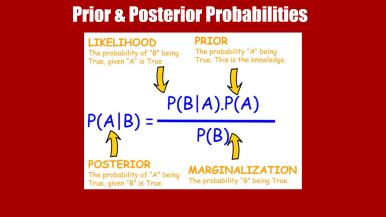 Prior & Posterior Probabilities
LIKELIHOOD
The probability of "B" being
True, given "A" is True
PRIOR
The probability "A" being
True. This is the knowledge.
P(A|B) =
P(B|A).P(A)
P(B)
POSTERIOR
The probability of "A" being
True, given "B" is True
MARGINALIZATION
The probability "B" being True.